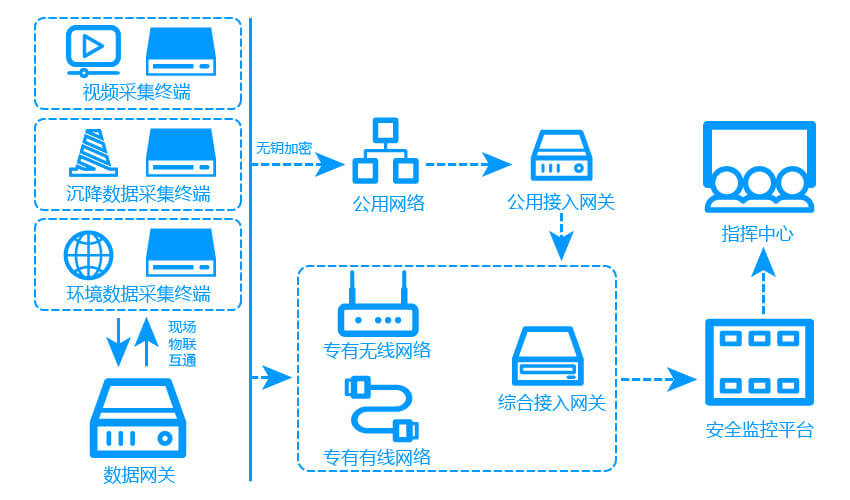 视频采集终端
沉降数据采集终端
环境数据采集终端
现场
物联
互通
数据网关
无钥加密
公用网络
公用接入网关
专有无线网络
专有有线网络
综合接入网关
指挥中心
安全监控平台